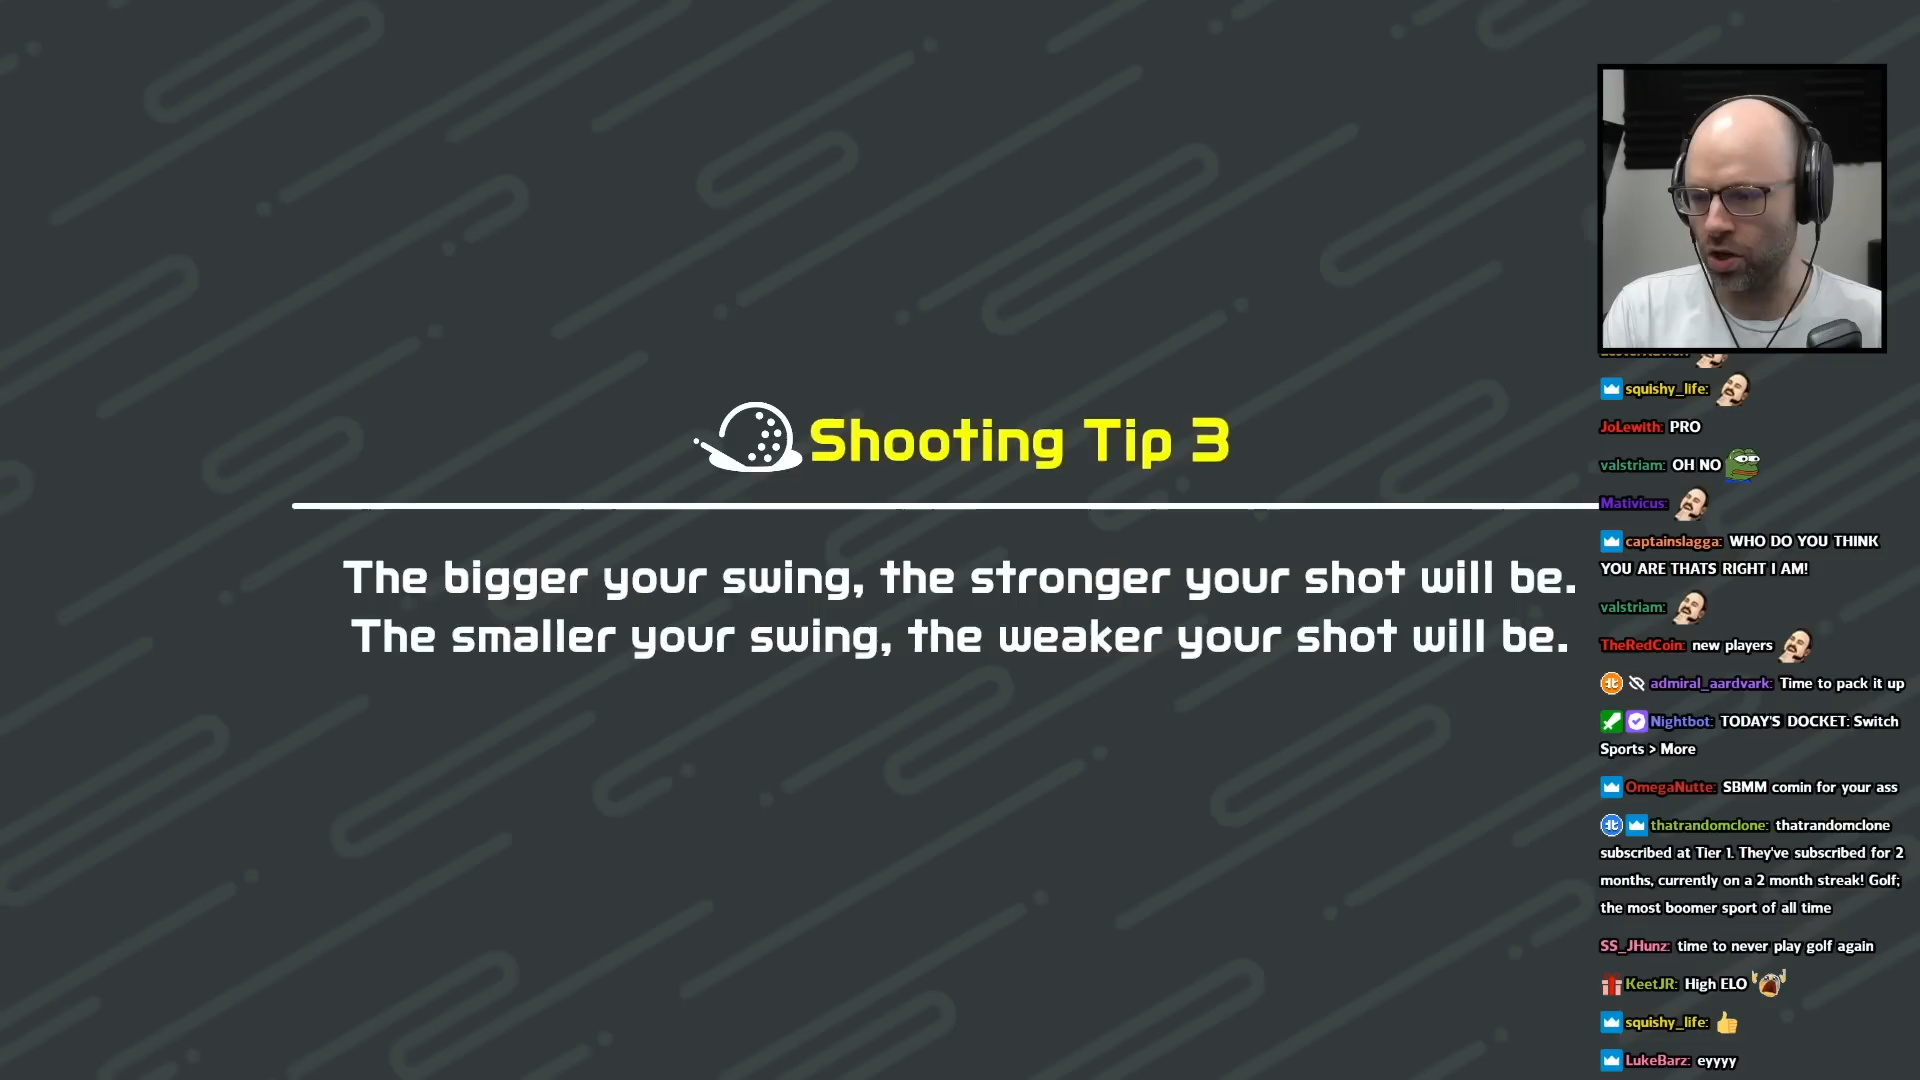 Shooting Tip 3
The bigger your swing, the stronger your shot will be.
The smaller your swing, the weaker your shot will be.
squishy_life:
JoLewith: PRO
valstriam: OH NO
Mativicus:
captainslagga: WHO DO YOU THINK
YOU ARE THATS RIGHT I AM!
valstriam:
TheRedCoin: new players
admiral_aardvark: Time to pack it up
Nightbot: TODAY'S DOCKET: Switch
Sports > More
OmegaNutte: SBMM comin for your ass
thatrandomclone: thatrandomclone
subscribed at Tier 1. They've subscribed for 2
months, currently on a 2 month streak! Golf;
the most boomer sport of all time
SS_JHunz: time to never play golf again
KeetJR: High ELO
squishy_life:
LukeBarz: eyyyy